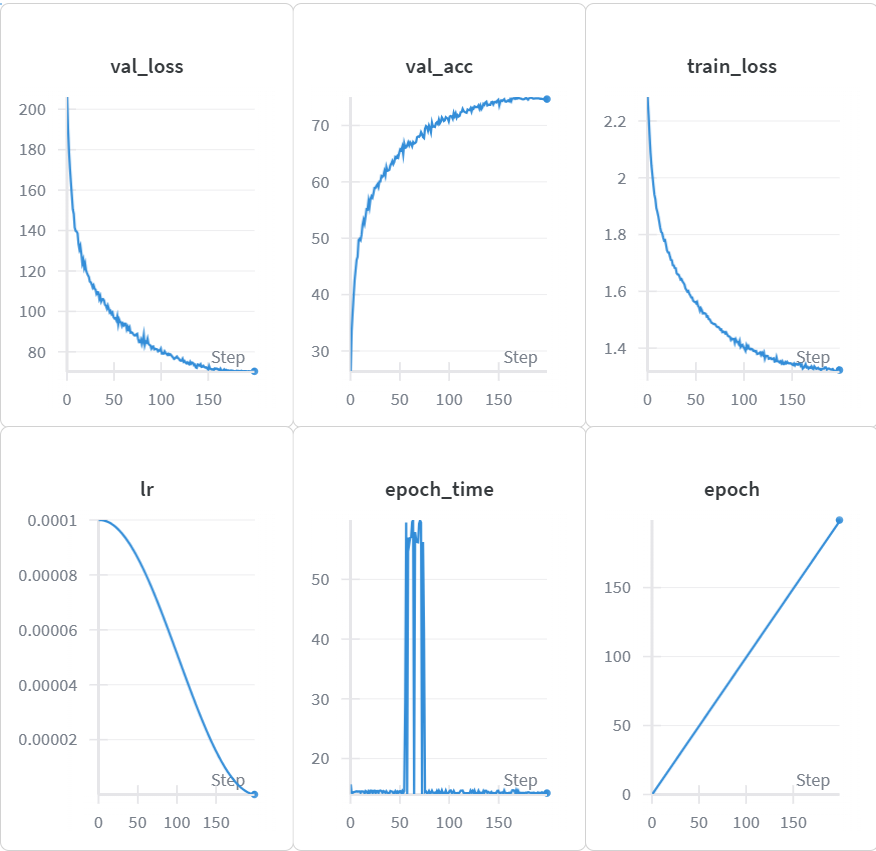 val_loss
200
180
160
140
120
100
80
Step
0 50 100 150
val_acc
70
60
50
40
30
Step
0 50 100 150
train_loss
2.2
2
1.8
1.6
1.4
Step
0 50 100 150
lr
0.0001
0.00008
0.00006
0.00004
0.00002
Step
0 50 100 150
epoch_time
50
40
30
20
Step
0 50 100 150
epoch
150
100
50
0
Step
0 50 100 150